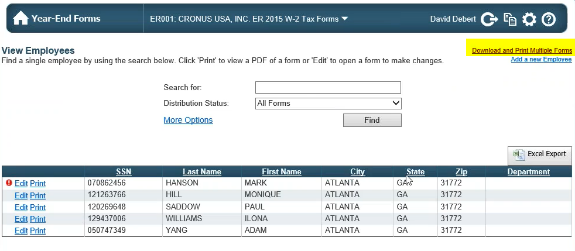 Year-End Forms ER001: CRONUS USA, INC. ER 2015 W-2 Tax Forms David Debert
View Employees
Download and Print Multiple Forms
Find a single employee by using the search below. Click 'Print' to view a PDF of a form or 'Edit' to open a form to make changes.
Add a new Employee
Search for:
Distribution Status: All Forms
More Options Find
Excel Export
SSN Last Name First Name City State Zip Department
Edit Print 070862456 HANSON MARK ATLANTA GA 31772
Edit Print 121263766 HILL MONIQUE ATLANTA GA 31772
Edit Print 120269648 SADDOW PAUL ATLANTA GA 31772
Edit Print 129437006 WILLIAMS ILONA ATLANTA GA 31772
Edit Print 050747349 YANG ADAM ATLANTA GA 31772